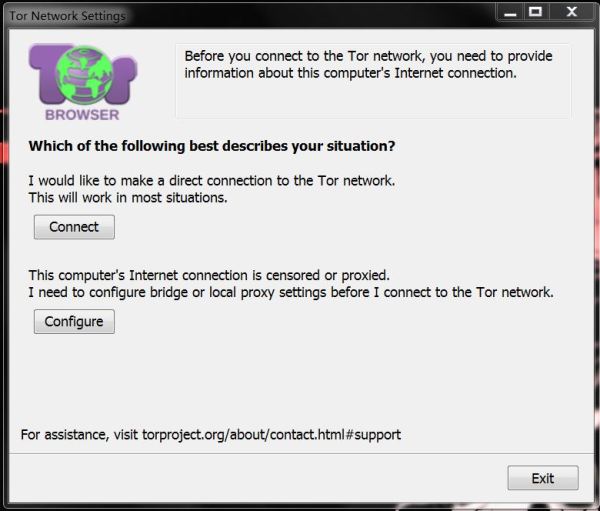 Tor Network Settings
Tor
BROWSER
Before you connect to the Tor network, you need to provide
information about this computer's Internet connection.
Which of the following best describes your situation?
I would like to make a direct connection to the Tor network.
This will work in most situations.
Connect
This computer's Internet connection is censored or proxied.
I need to configure bridge or local proxy settings before I connect to the Tor network.
Configure
For assistance, visit torproject.org/about/contact.html#support
Exit